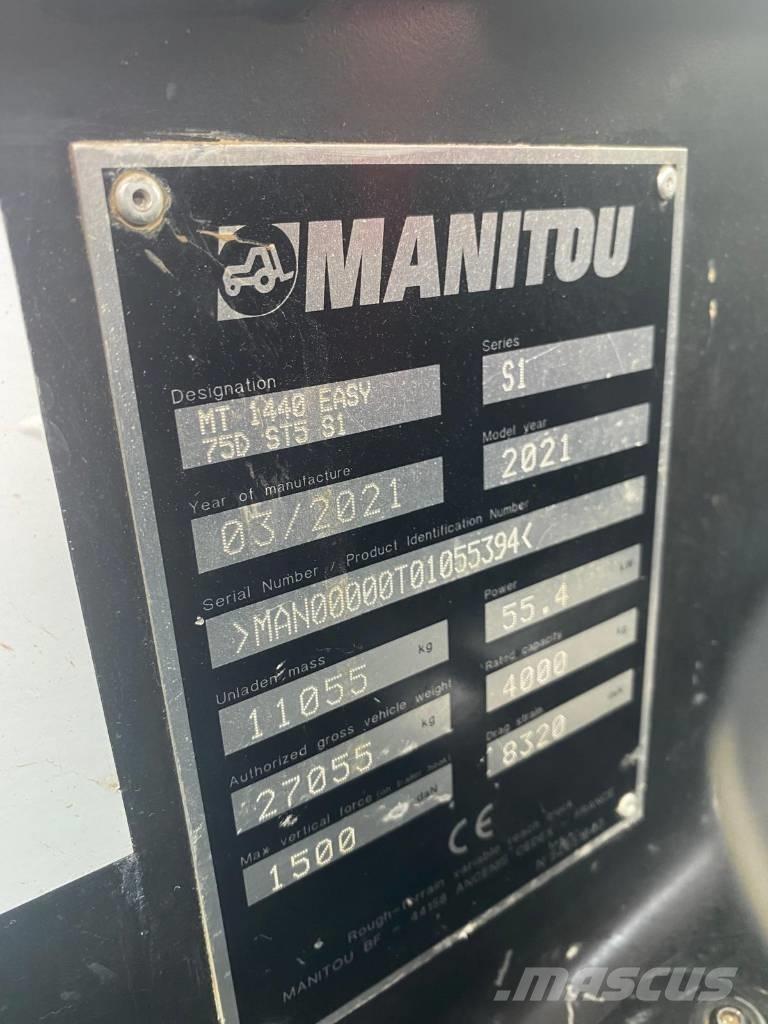 MANITOU
Designation
MT 1440 EASY
75D ST5 S1
Series
S1
Year of manufacture
03/2021
Model year
2021
Serial Number / Product Identification Number
>MAN00000T01055394<
Unladen mass
11055 kg
Power
55.4 kW
Authorized gross vehicle weight
27055 kg
Rated capacity
4000 kg
Max vertical force (on trailer hook)
1500 daN
Drag strain
8320 daN
CE
Rough-terrain variable reach truck
MANITOU BF - 44158 ANCENIS CEDEX - FRANCE
MASCUS